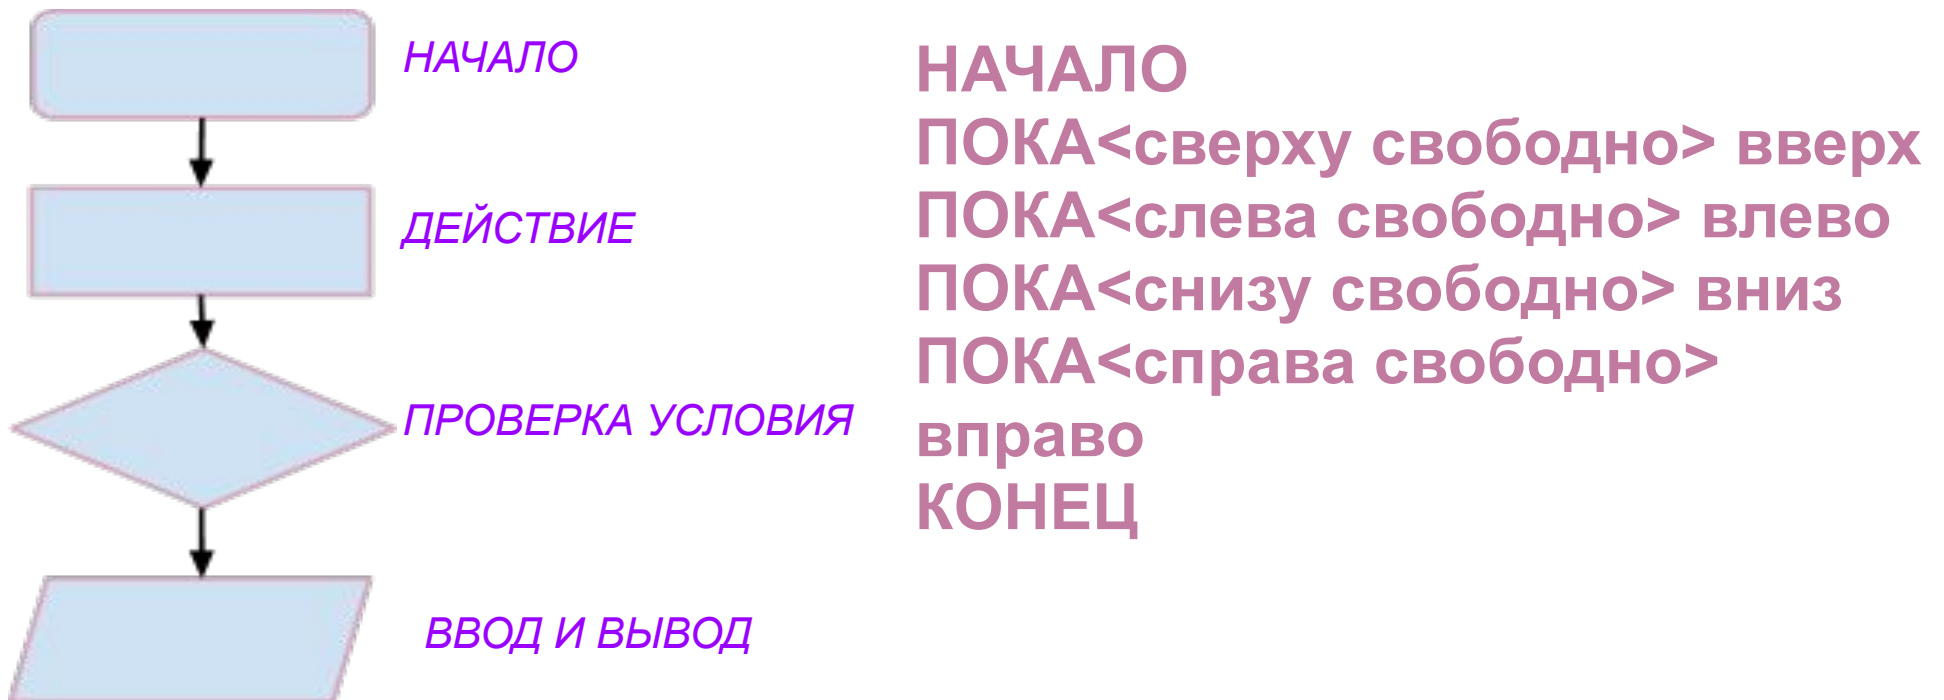 НАЧАЛО
ДЕЙСТВИЕ
ПРОВЕРКА УСЛОВИЯ
ВВОД И ВЫВОД
НАЧАЛО
ПОКА<сверху свободно> вверх
ПОКА<слева свободно> влево
ПОКА<снизу свободно> вниз
ПОКА<справа свободно>
вправо
КОНЕЦ